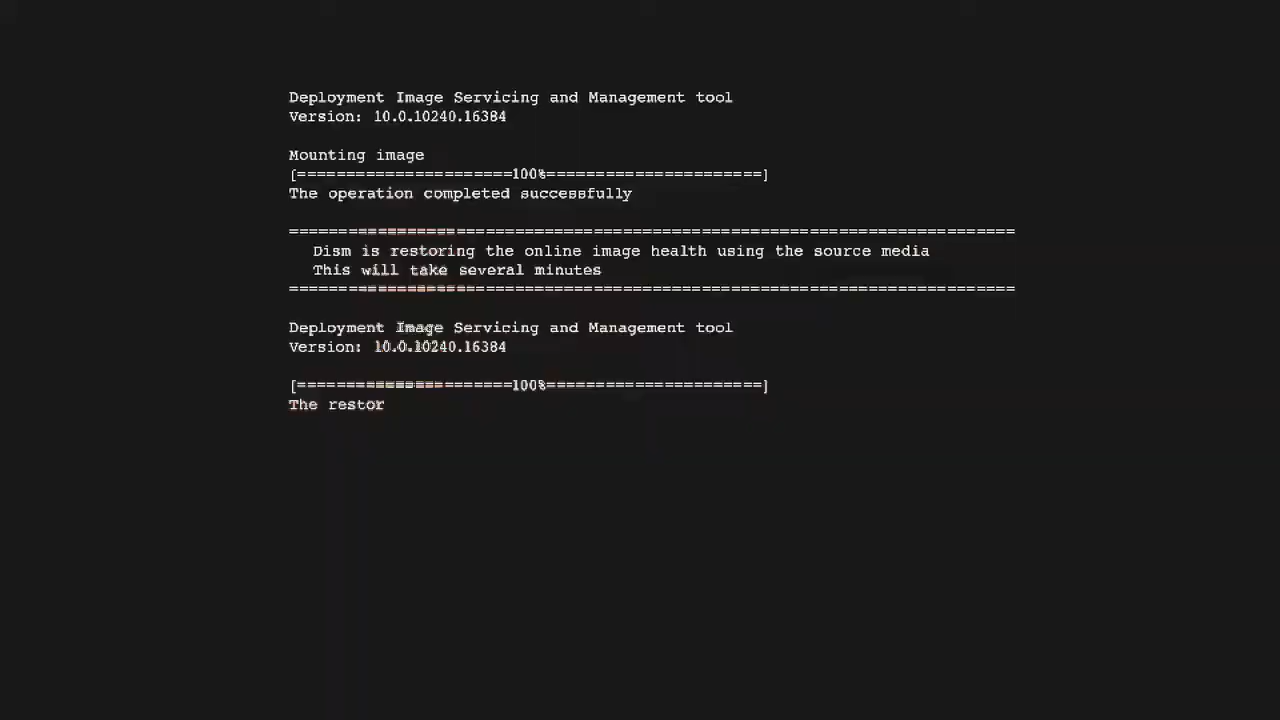 Deployment Image Servicing and Management tool
Version: 10.0.10240.16384
Mounting image
[======================100%======================]
The operation completed successfully
===========================================================================
Dism is restoring the online image health using the source media
This will take several minutes
===========================================================================
Deployment Image Servicing and Management tool
Version: 10.0.10240.16384
[======================100%======================]
The restor